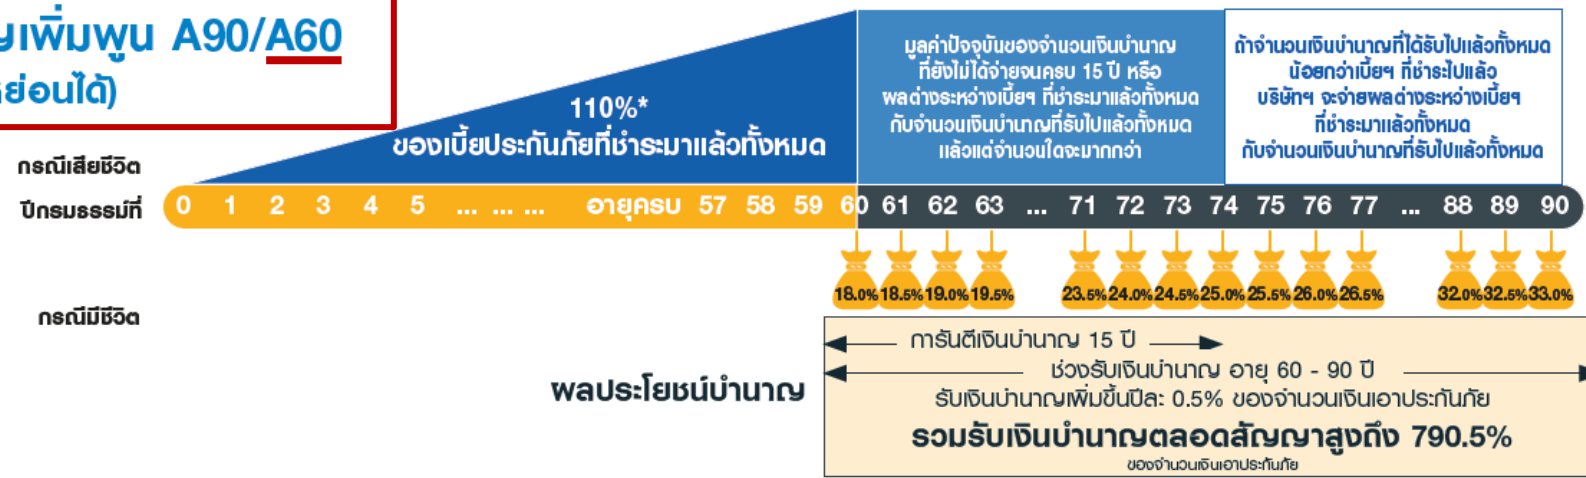 ญเพิ่มพูน A90/A60
หย่อนได้)
110%*
ของเบี้ยประกันภัยที่ชำระมาแล้วทั้งหมด
มูลค่าปัจจุบันของจำนวนเงินบำนาญ
ที่ยังไม่ได้จ่ายจนครบ 15 ปี หรือ
ผลต่างระหว่างเบี้ยฯ ที่ชำระมาแล้วทั้งหมด
กับจำนวนเงินบำนาญที่รับไปแล้วทั้งหมด
แล้วแต่จำนวนใดจะมากกว่า
ถ้าจำนวนเงินบำนาญที่ได้รับไปแล้วทั้งหมด
น้อยกว่าเบี้ยฯ ที่ชำระไปแล้ว
บริษัทฯ จะจ่ายผลต่างระหว่างเบี้ยฯ
ที่ชำระมาแล้วทั้งหมด
กับจำนวนเงินบำนาญที่รับไปแล้วทั้งหมด
กรณีเสียชีวิต
ปีกรมธรรม์ที่ 0 1 2 3 4 5 ... ... ... อายุครบ 57 58 59 60 61 62 63 ... 71 72 73 74 75 76 77 ... 88 89 90
18.0% 18.5% 19.0% 19.5% 23.5% 24.0% 24.5% 25.0% 25.5% 26.0% 26.5% 32.0% 32.5% 33.0%
กรณีมีชีวิต
การันตีเงินบำนาญ 15 ปี
ช่วงรับเงินบำนาญ อายุ 60 - 90 ปี
ผลประโยชน์บำนาญ
รับเงินบำนาญเพิ่มขึ้นปีละ 0.5% ของจำนวนเงินเอาประกันภัย
รวมรับเงินบำนาญตลอดสัญญาสูงถึง 790.5%
ของจำนวนเงินเอาประกันภัย